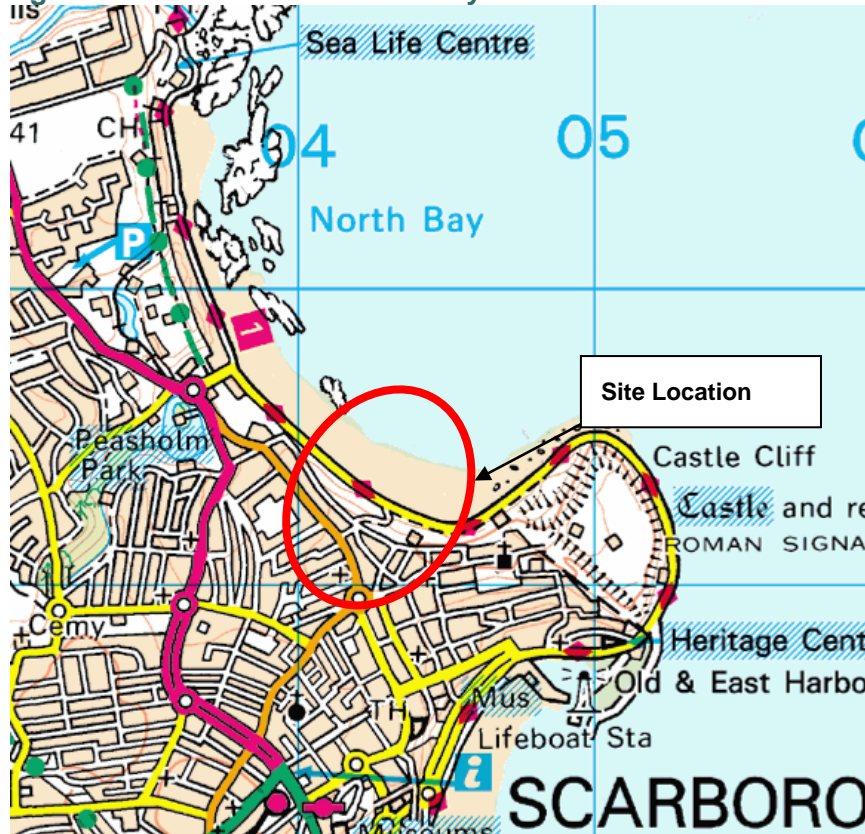 Sea Life Centre
41
CH
04
05
North Bay
P
1
Site Location
Peasholm
Park
Castle Cliff
Castle and re
ROMAN SIGNA
Cemy
Heritage Cent
Mus
Old & East Harbo
TH
Lifeboat Sta
i
SCARBORO
Museums